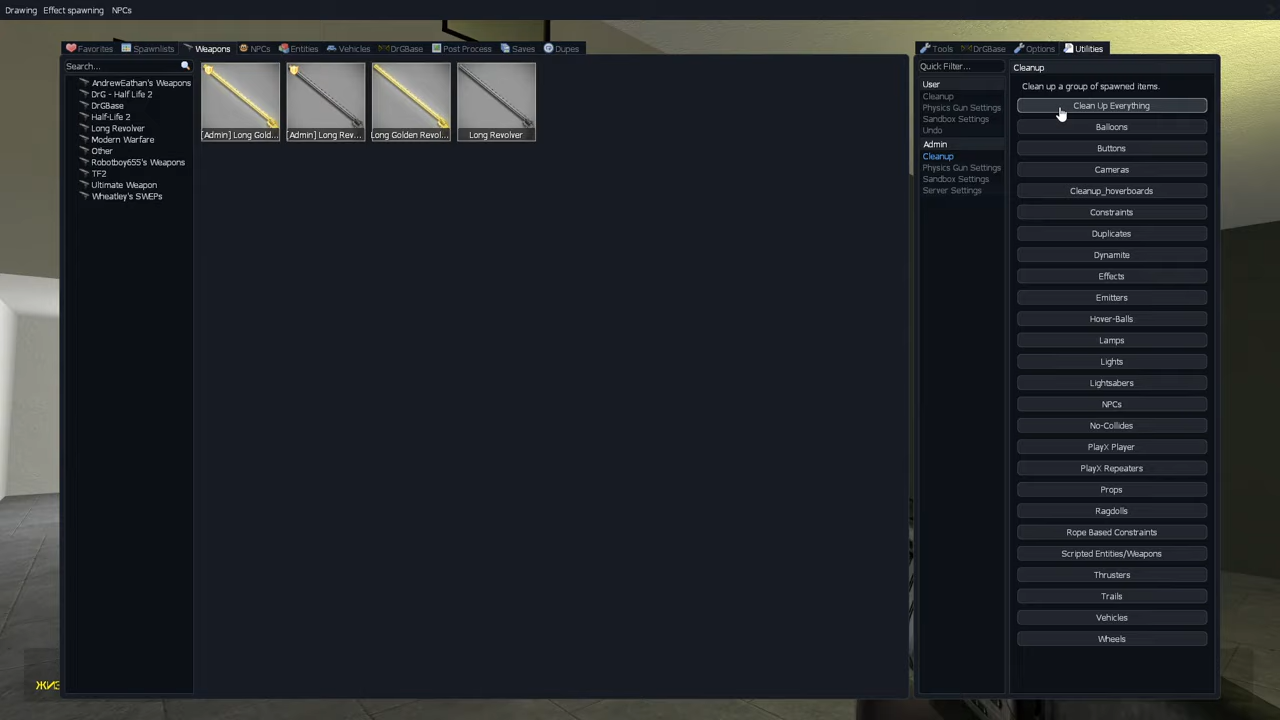 Drawing Effect spawning NPCs
Favorites Spawnlists Weapons NPCs Entities Vehicles DrGBase Post Process Saves Dupes
Search...
AndrewEathan's Weapons
DrG - Half Life 2
DrGBase
Half-Life 2
Long Revolver
Modern Warfare
Other
Robotboy655's Weapons
TF2
Ultimate Weapon
Wheatley's SWEPs
[Admin] Long Gold... [Admin] Long Rev... Long Golden Revol... Long Revolver
Tools DrGBase Options Utilities
Quick Filter...
User
Cleanup
Physics Gun Settings
Sandbox Settings
Undo
Admin
Cleanup
Physics Gun Settings
Sandbox Settings
Server Settings
Cleanup
Clean up a group of spawned items.
Clean Up Everything
Balloons
Buttons
Cameras
Cleanup_hoverboards
Constraints
Duplicates
Dynamite
Effects
Emitters
Hover-Balls
Lamps
Lights
Lightsabers
NPCs
No-Collides
PlayX Player
PlayX Repeaters
Props
Ragdolls
Rope Based Constraints
Scripted Entities/Weapons
Thrusters
Trails
Vehicles
Wheels